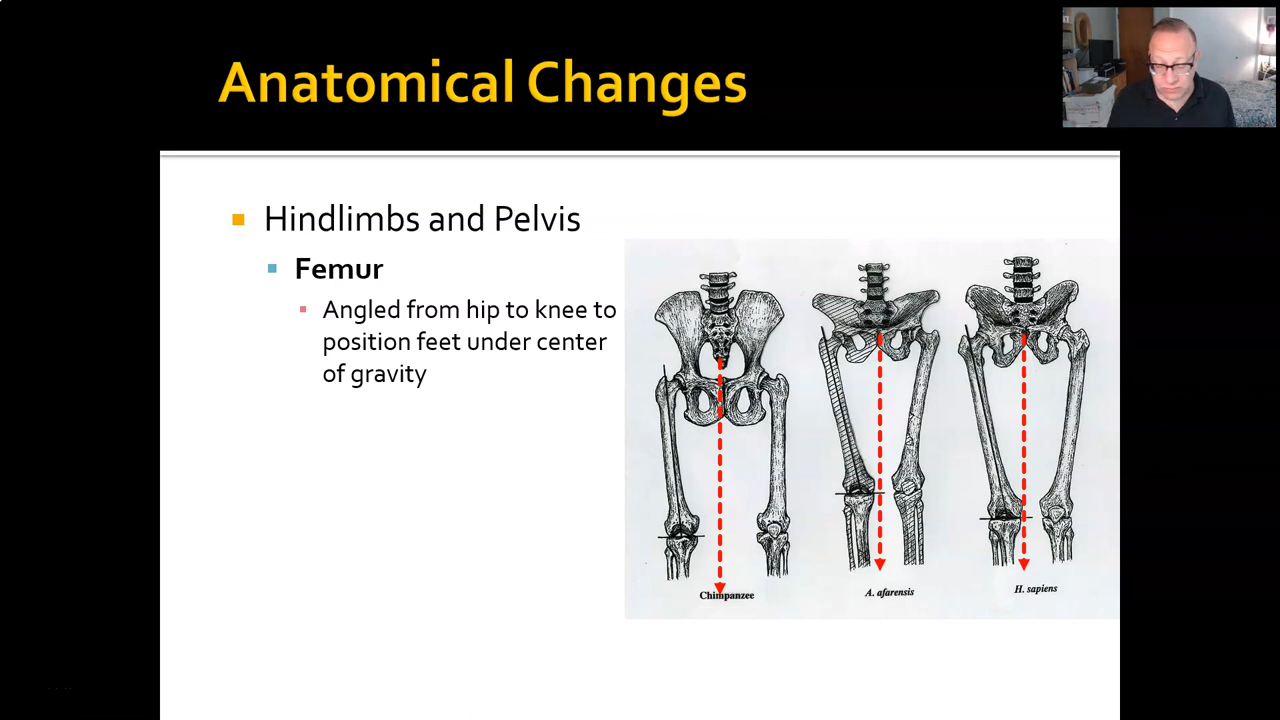 Anatomical Changes
Hindlimbs and Pelvis
Femur
Angled from hip to knee to
position feet under center
of gravity
Chimpanzee
A. afarensis
H. sapiens